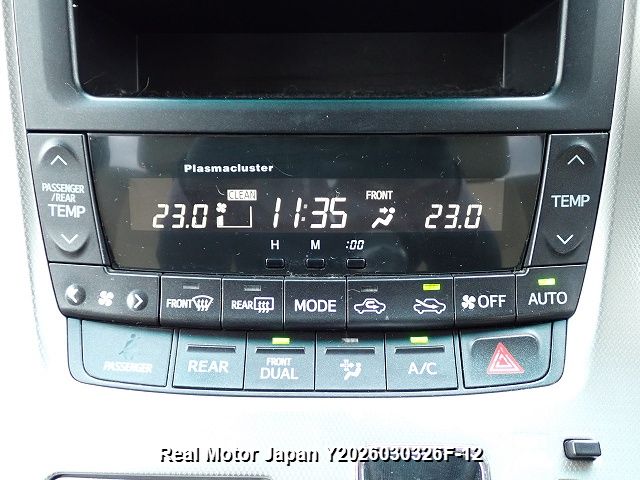 Plasmacluster
PASSENGER
/REAR
TEMP
23.0
CLEAN
11:35
FRONT
23.0
TEMP
H M :00
FRONT
REAR
MODE
OFF
AUTO
PASSENGER
REAR
FRONT
DUAL
A/C
Real Motor Japan Y2026030326F-12